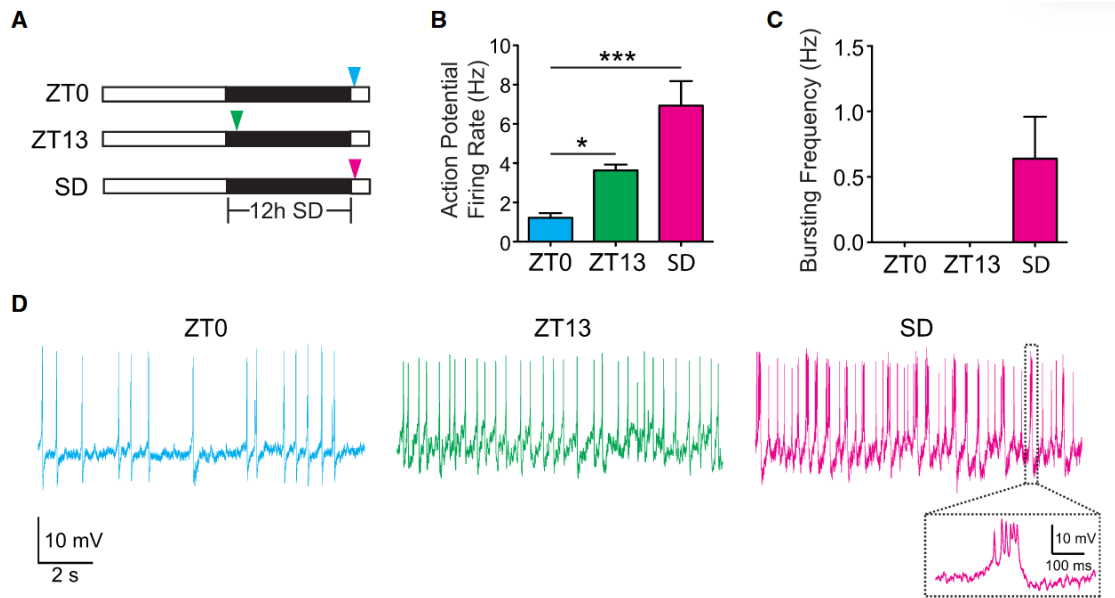 A
ZT0
ZT13
SD
12h SD
B
Action Potential
Firing Rate (Hz)
10
8
6
4
2
0
***
*
ZT0 ZT13 SD
C
Bursting Frequency (Hz)
1.5
1.0
0.5
0.0
ZT0 ZT13 SD
D
ZT0
ZT13
SD
10 mV
2 s
10 mV
100 ms